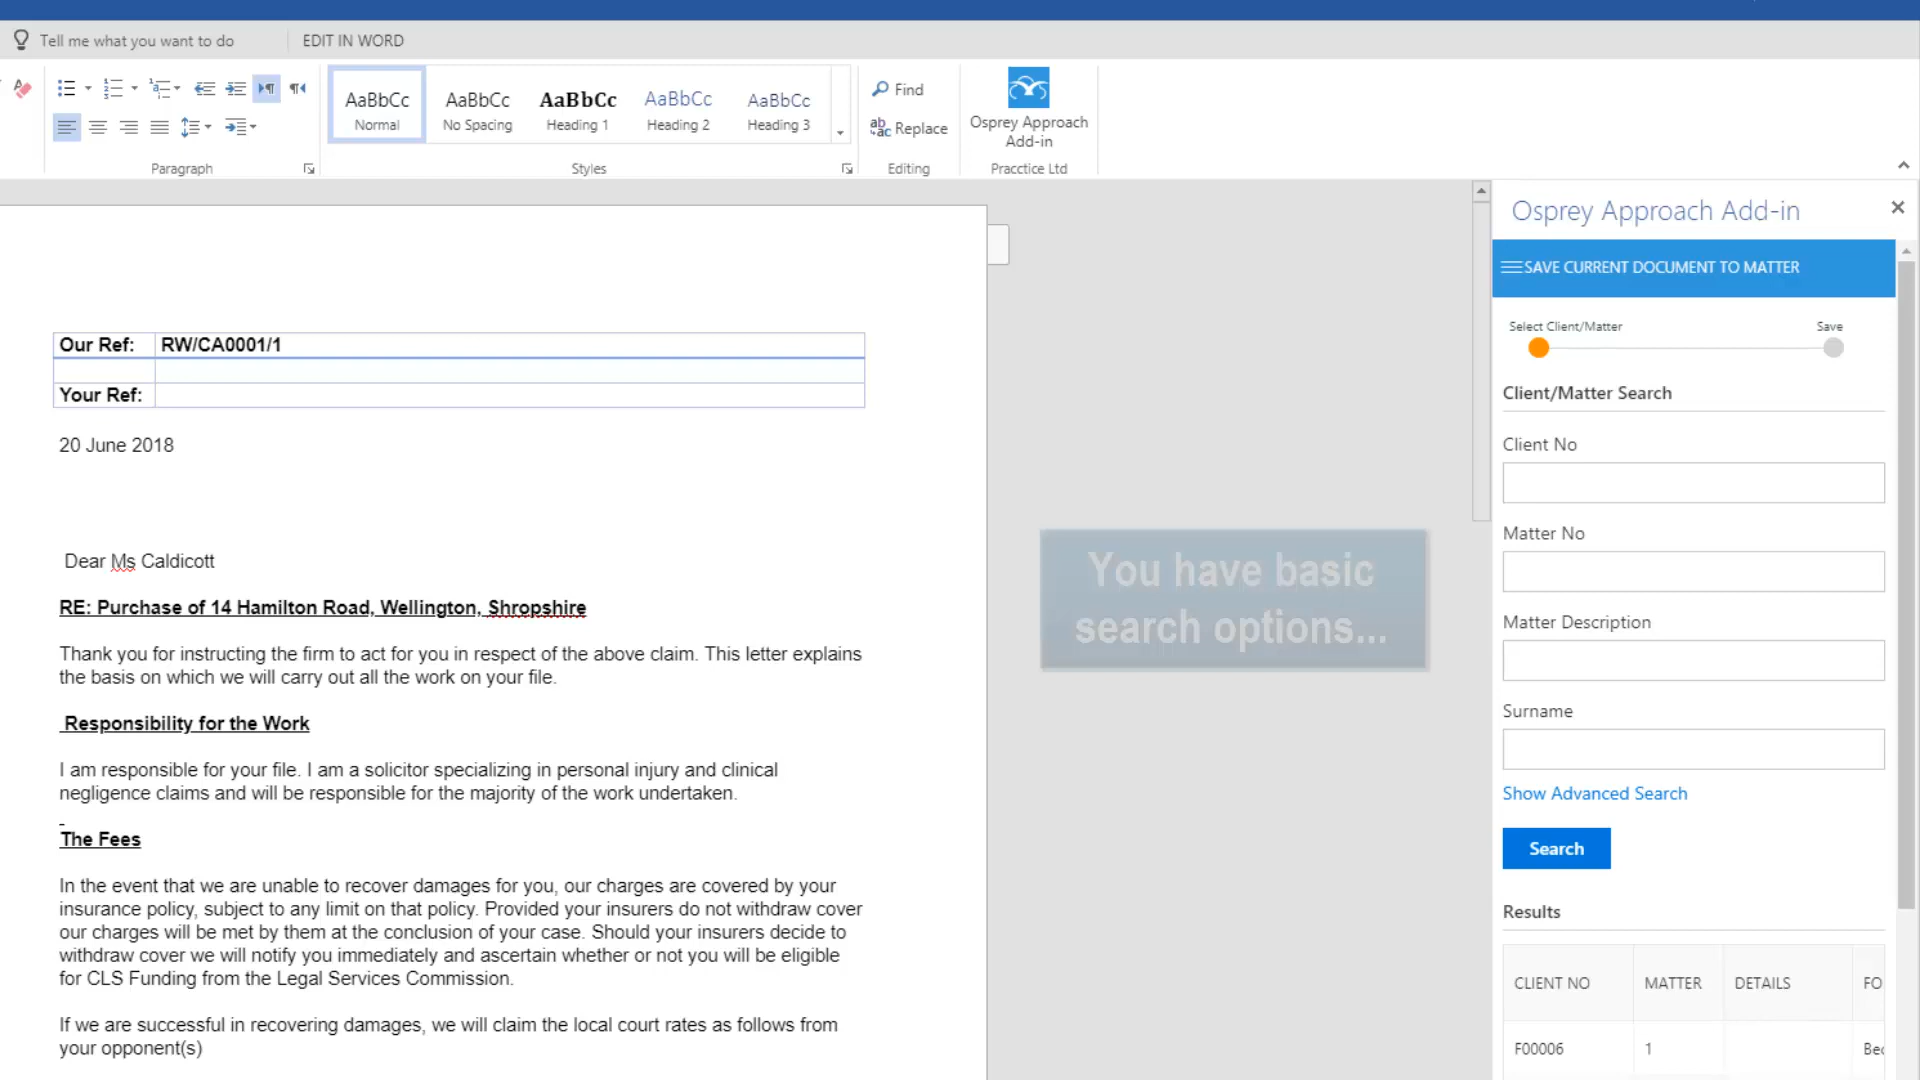 Tell me what you want to do
EDIT IN WORD
AaBbCc
Normal
AaBbCc
No Spacing
AaBbCc
Heading 1
AaBbCc
Heading 2
AaBbCc
Heading 3
Find
Replace
Osprey Approach
Add-in
Paragraph
Styles
Editing
Pracctice Ltd
Our Ref: RW/CA0001/1
Your Ref:
20 June 2018
Dear Ms Caldicott
RE: Purchase of 14 Hamilton Road, Wellington, Shropshire
Thank you for instructing the firm to act for you in respect of the above claim. This letter explains
the basis on which we will carry out all the work on your file.
Responsibility for the Work
I am responsible for your file. I am a solicitor specializing in personal injury and clinical
negligence claims and will be responsible for the majority of the work undertaken.
The Fees
In the event that we are unable to recover damages for you, our charges are covered by your
insurance policy, subject to any limit on that policy. Provided your insurers do not withdraw cover
our charges will be met by them at the conclusion of your case. Should your insurers decide to
withdraw cover we will notify you immediately and ascertain whether or not you will be eligible
for CLS Funding from the Legal Services Commission.
If we are successful in recovering damages, we will claim the local court rates as follows from
your opponent(s)
You have basic
search options...
Osprey Approach Add-in
SAVE CURRENT DOCUMENT TO MATTER
Select Client/Matter
Save
Client/Matter Search
Client No
Matter No
Matter Description
Surname
Show Advanced Search
Search
Results
CLIENT NO MATTER DETAILS FO
F00006 1 Bec